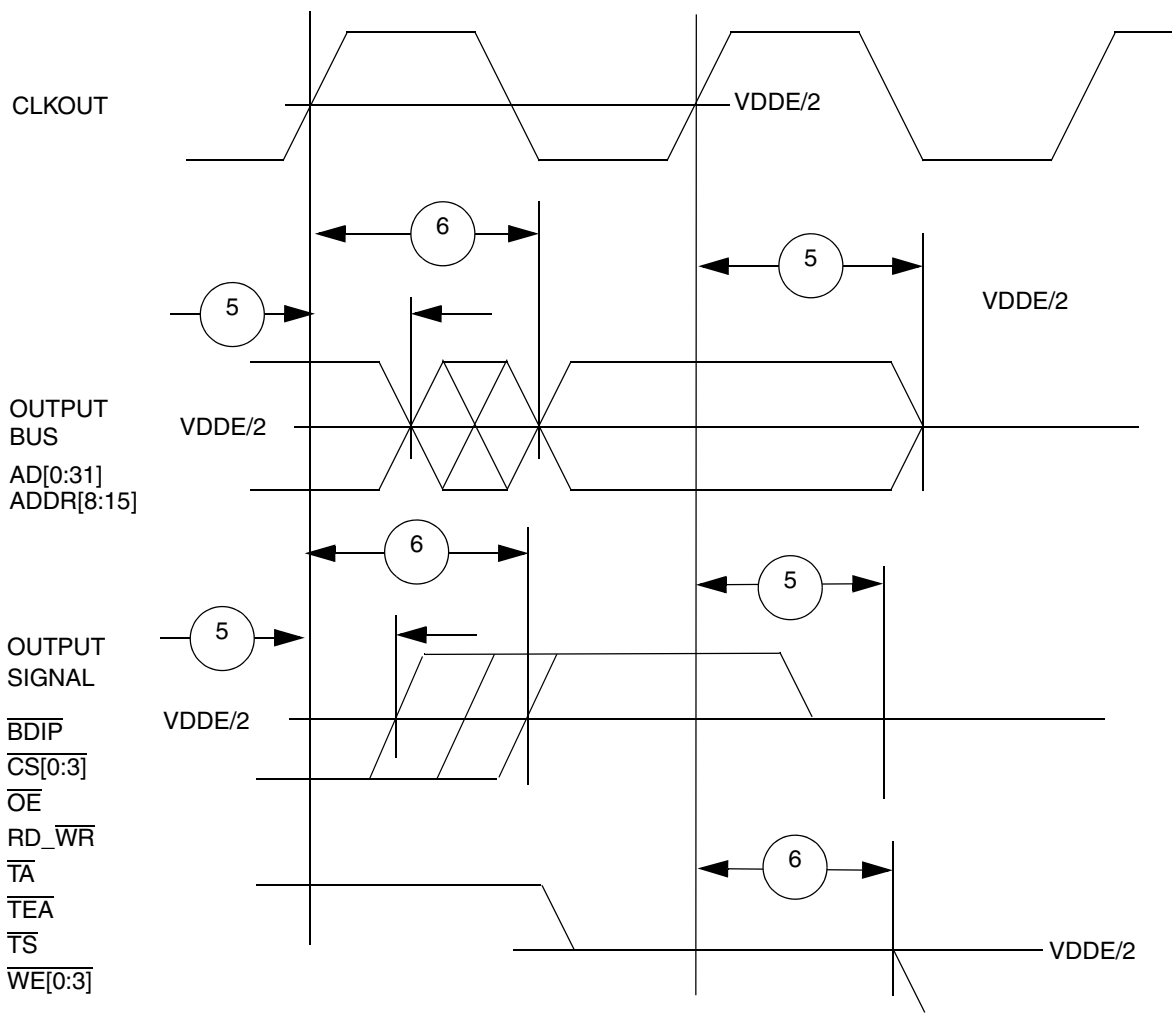 CLKOUT
VDDE/2
6
5
5
VDDE/2
OUTPUT
BUS
VDDE/2
AD[0:31]
ADDR[8:15]
6
5
5
OUTPUT
SIGNAL
VDDE/2
BDIP
CS[0:3]
OE
RD_WR
6
TA
TEA
TS
VDDE/2
WE[0:3]